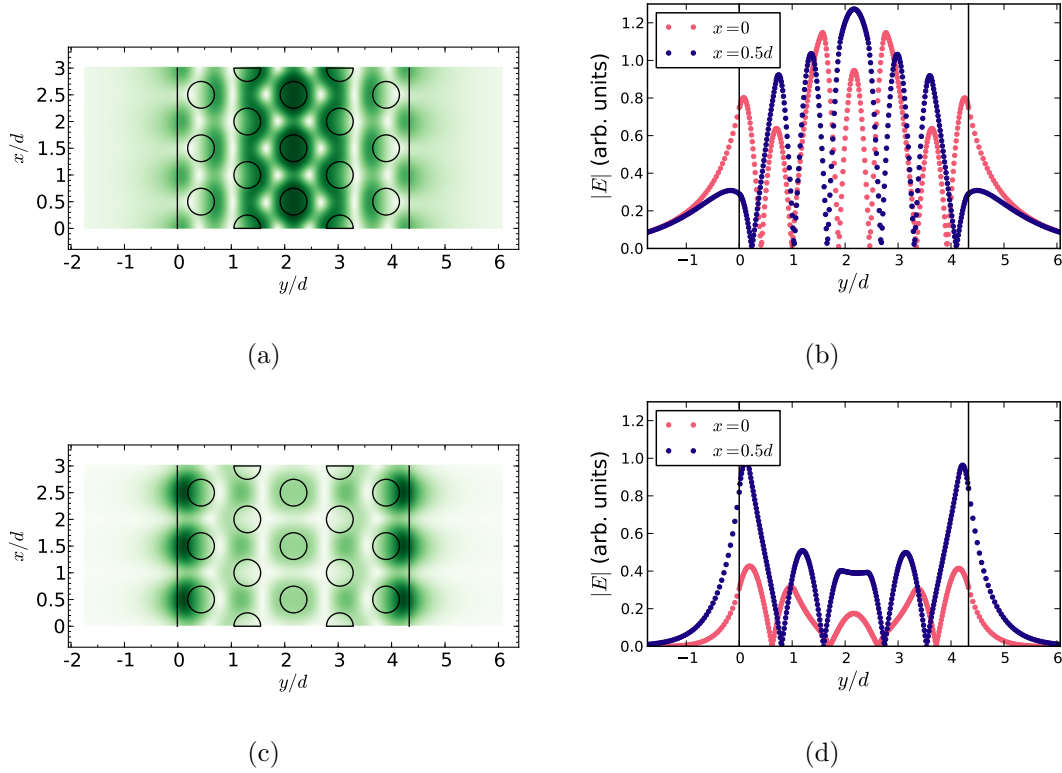 3
2.5
2
1.5
1
0.5
0
x/d
-2 -1 0 1 2 3 4 5 6
y/d
(a)
1.2
1.0
0.8
0.6
0.4
0.2
0.0
|E| (arb. units)
x=0
x=0.5d
−1 0 1 2 3 4 5 6
y/d
(b)
3
2.5
2
1.5
1
0.5
0
x/d
-2 -1 0 1 2 3 4 5 6
y/d
(c)
1.2
1.0
0.8
0.6
0.4
0.2
0.0
|E| (arb. units)
x=0
x=0.5d
−1 0 1 2 3 4 5 6
y/d
(d)